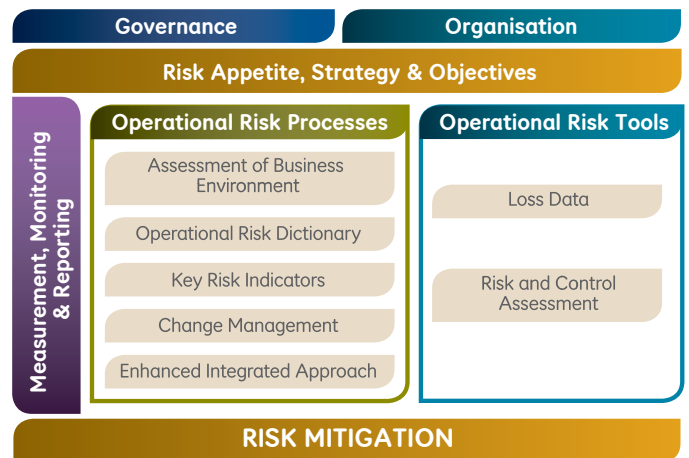 Governance
Organisation
Risk Appetite, Strategy & Objectives
Measurement, Monitoring
& Reporting
Operational Risk Processes
Assessment of Business
Environment
Operational Risk Dictionary
Key Risk Indicators
Change Management
Enhanced Integrated Approach
Operational Risk Tools
Loss Data
Risk and Control
Assessment
RISK MITIGATION